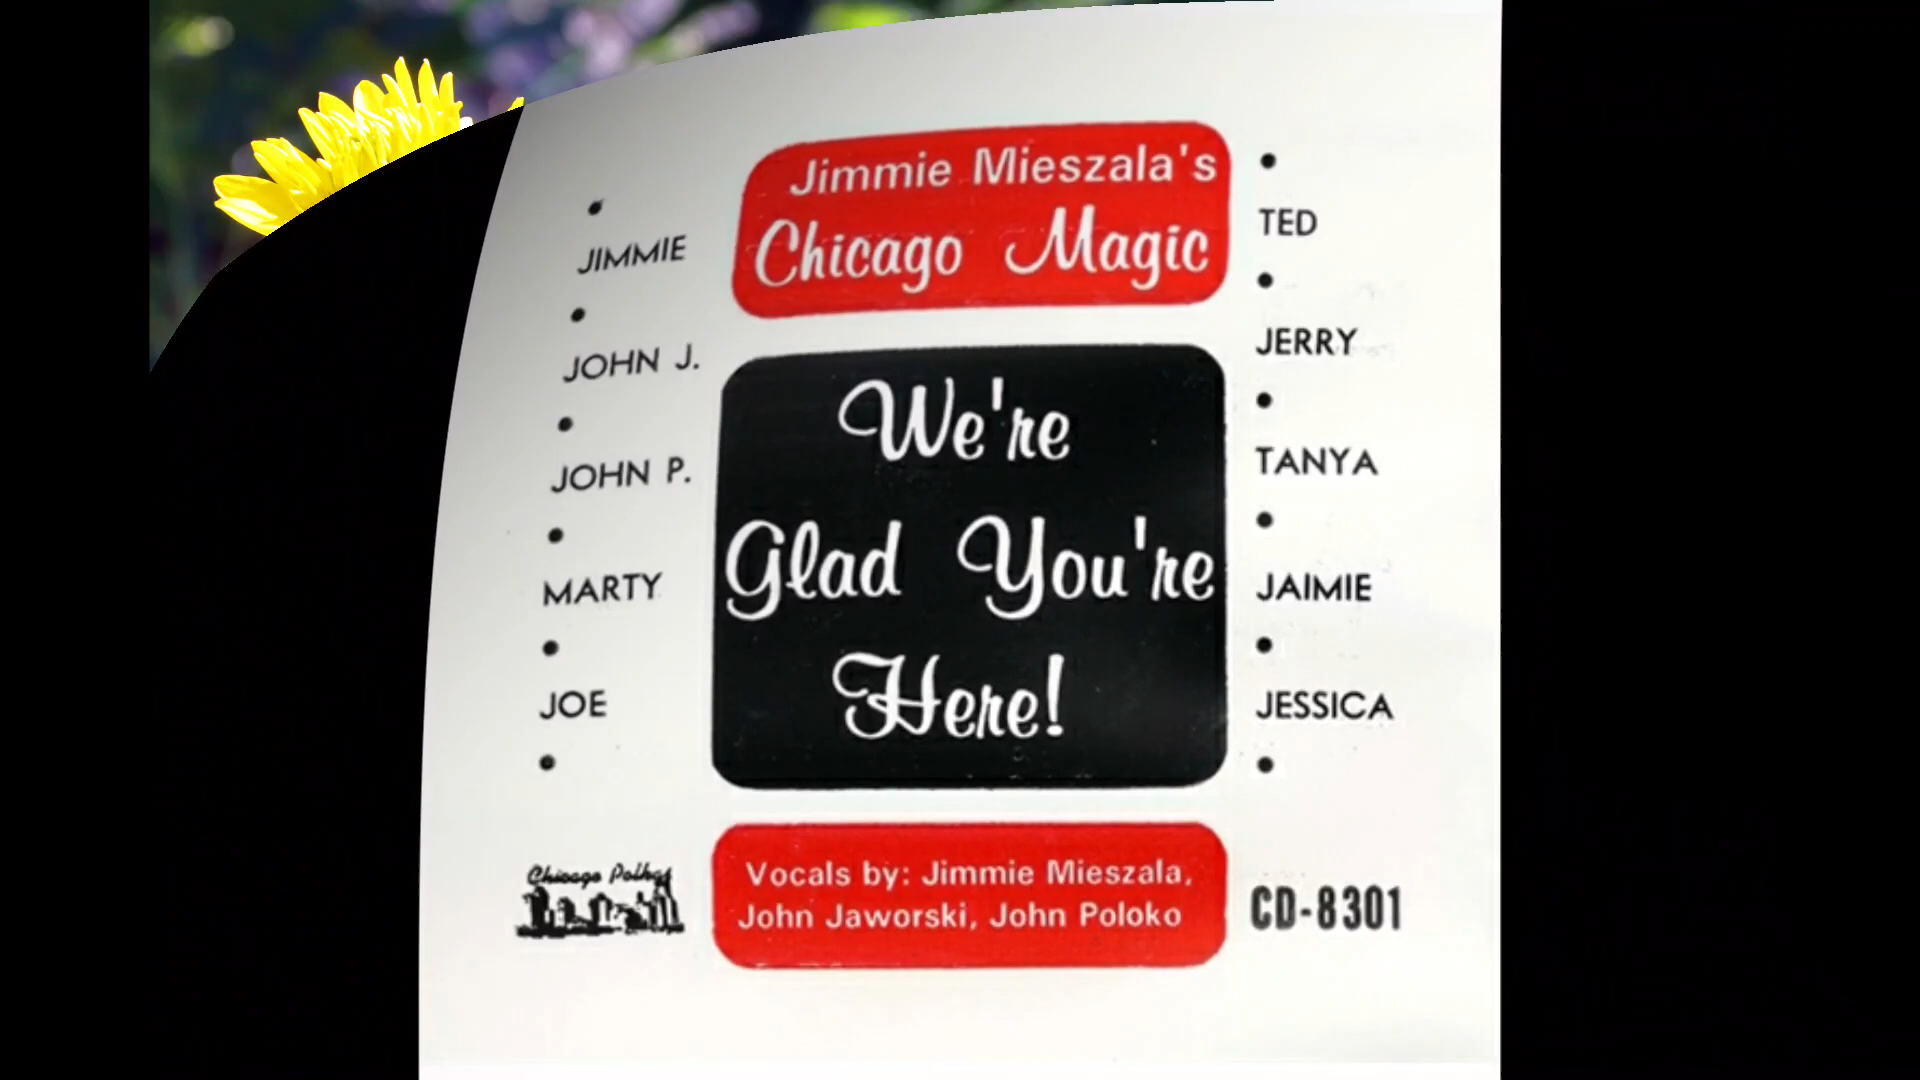 Jimmie Mieszala's
Chicago Magic
JIMMIE
JOHN J.
JOHN P.
MARTY
JOE
We're
Glad You're
Here!
TED
JERRY
TANYA
JAIMIE
JESSICA
Chicago Polkas
Vocals by: Jimmie Mieszala,
John Jaworski, John Poloko
CD-8301